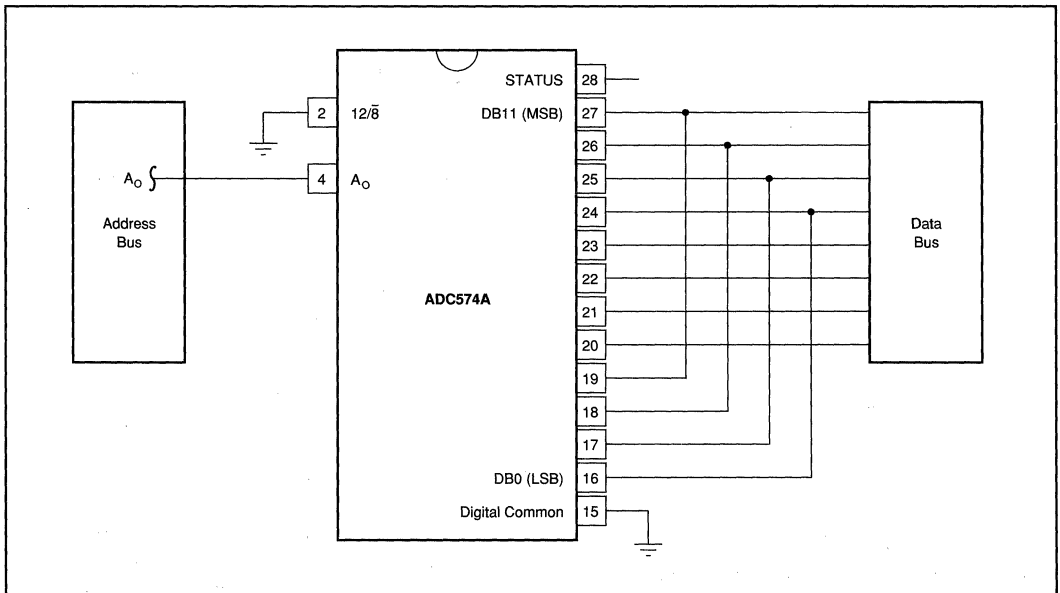 STATUS 28
2 12/8̅ DB11 (MSB) 27
26
A₀ 4 A₀ 25
Address
Bus
24
Data
Bus
23
22
ADC574A
21
20
19
18
17
DB0 (LSB) 16
Digital Common 15